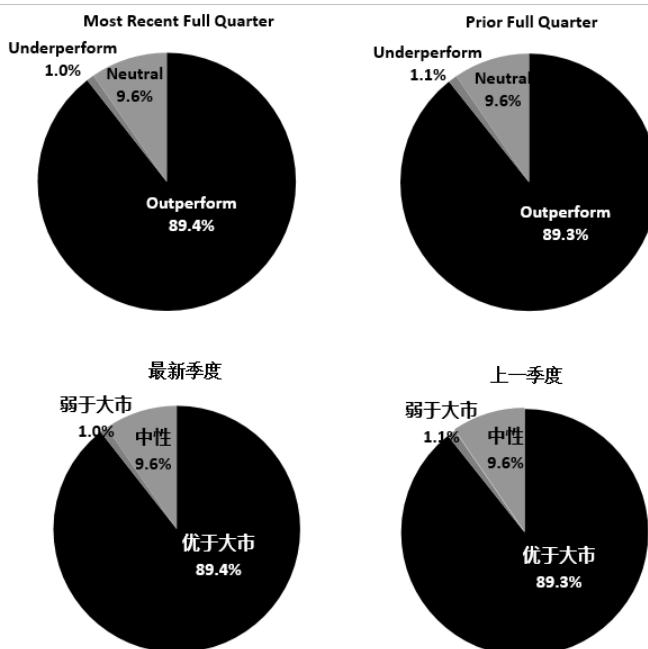 Most Recent Full Quarter
Underperform
1.0%
Neutral
9.6%
Outperform
89.4%
Prior Full Quarter
Underperform
1.1%
Neutral
9.6%
Outperform
89.3%
最新季度
弱于大市
1.0%
中性
9.6%
优于大市
89.4%
上一季度
弱于大市
1.1%
中性
9.6%
优于大市
89.3%